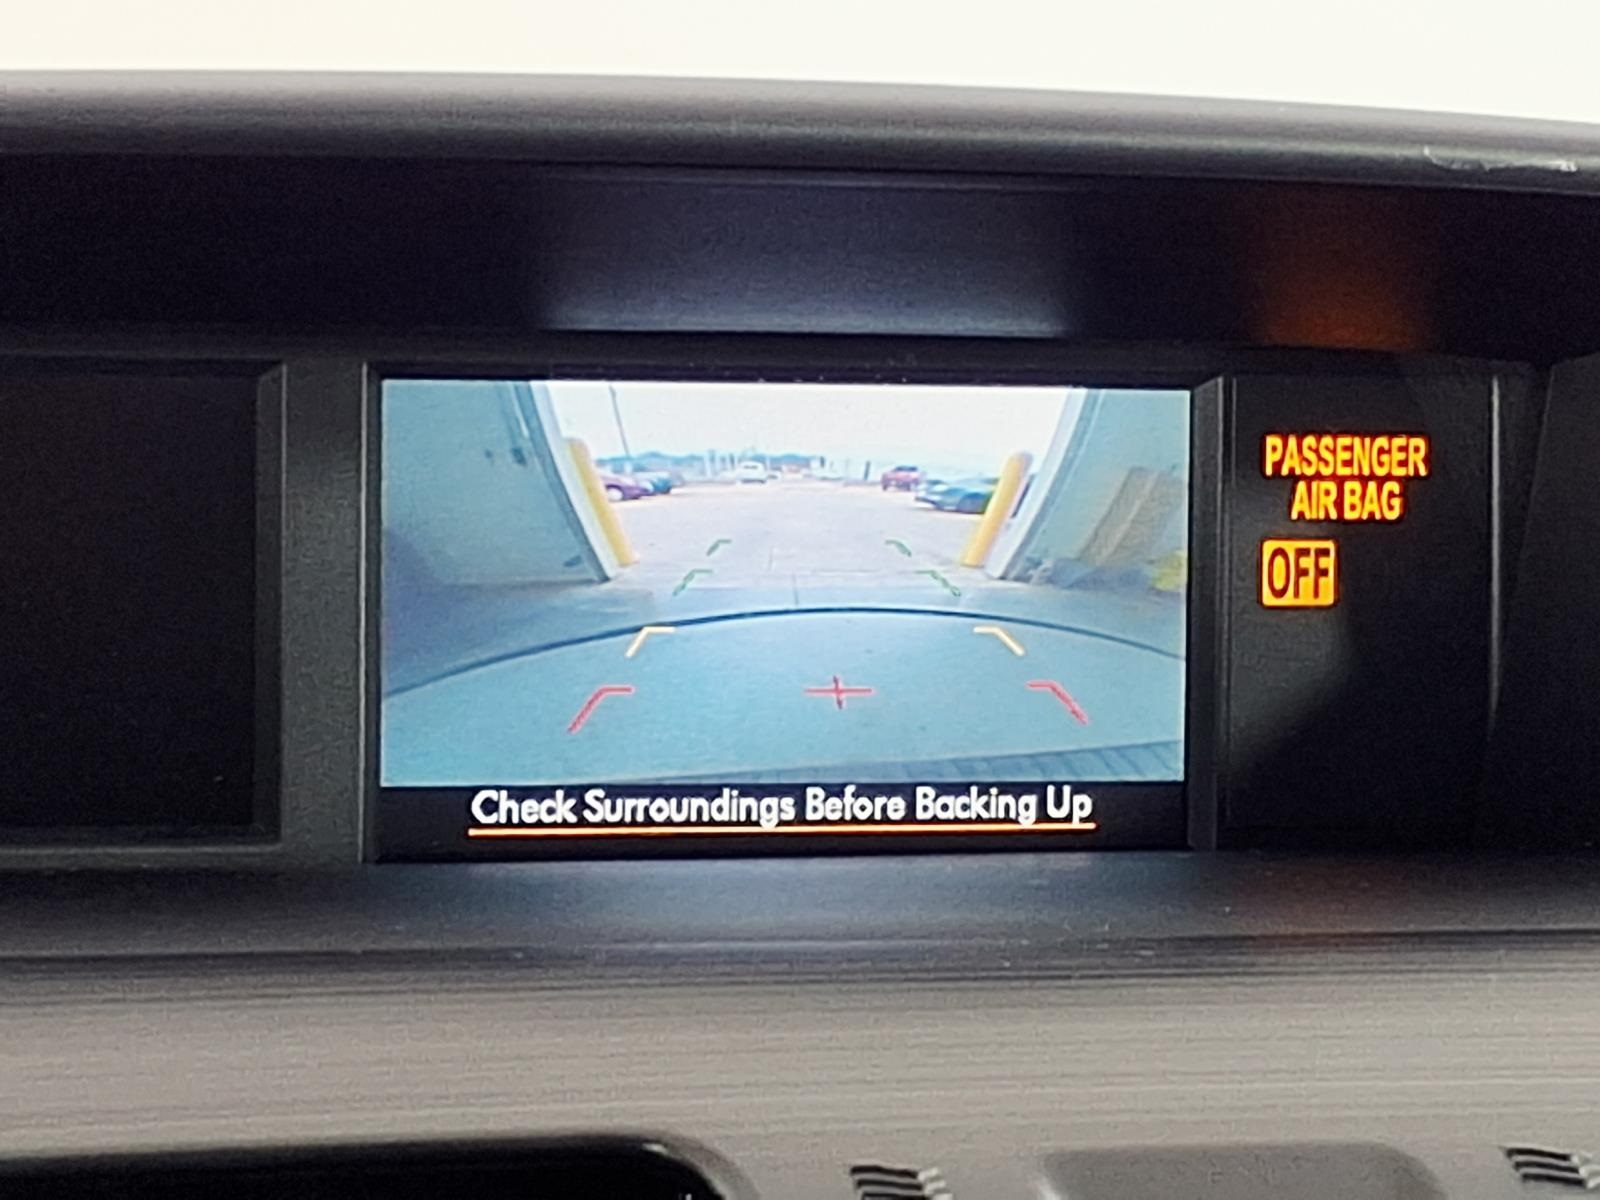 PASSENGER
AIR BAG
OFF
Check Surroundings Before Backing Up